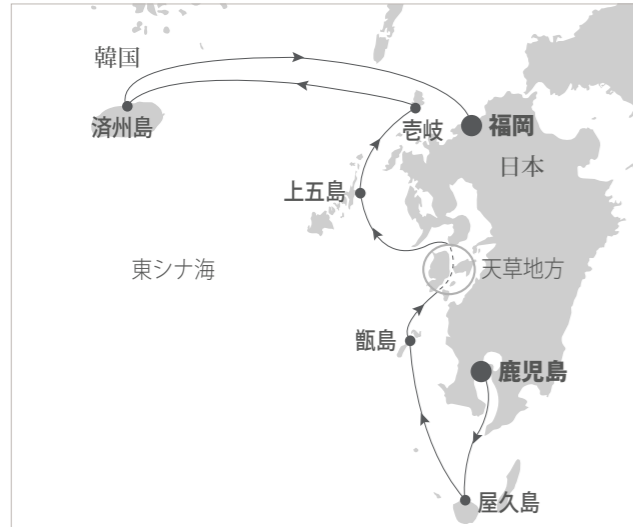 韓国
済州島
壱岐
福岡
日本
上五島
東シナ海
天草地方
甑島
鹿児島
屋久島